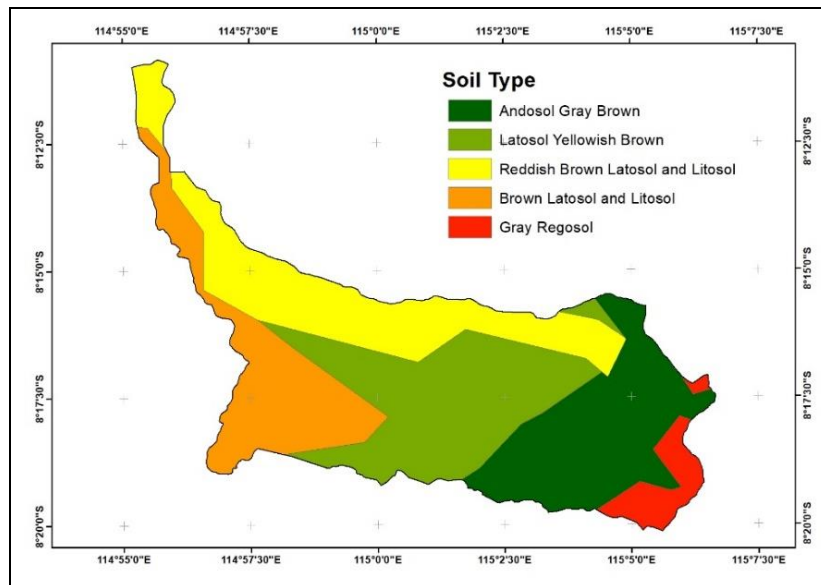 114°55'0"E 114°57'30"E 115°0'0"E 115°2'30"E 115°5'0"E 115°7'30"E
Soil Type
Andosol Gray Brown
Latosol Yellowish Brown
Reddish Brown Latosol and Litosol
Brown Latosol and Litosol
Gray Regosol
8°12'30"S 8°12'30"S
8°15'0"S 8°15'0"S
8°17'30"S 8°17'30"S
8°20'0"S 8°20'0"S
114°55'0"E 114°57'30"E 115°0'0"E 115°2'30"E 115°5'0"E 115°7'30"E